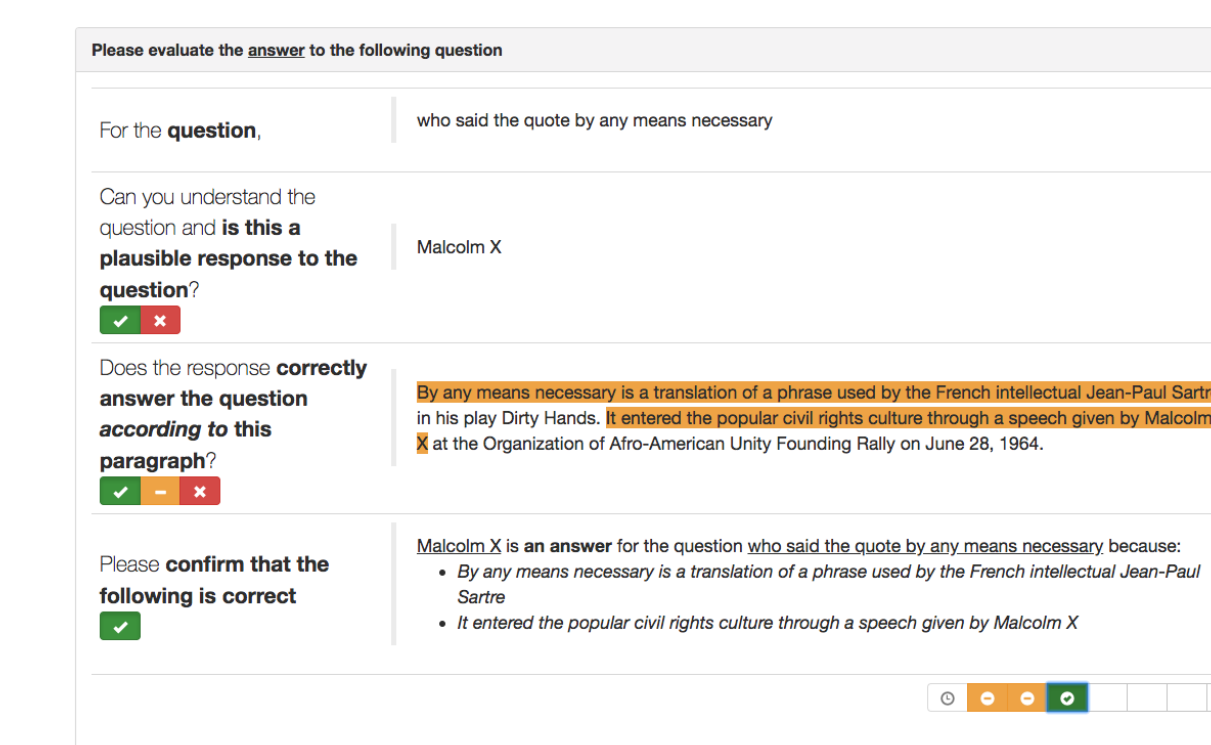 Please evaluate the answer to the following question
For the question,
who said the quote by any means necessary
Can you understand the
question and is this a
plausible response to the
question?
Malcolm X
Does the response correctly
answer the question
according to this
paragraph?
By any means necessary is a translation of a phrase used by the French intellectual Jean-Paul Sartr
in his play Dirty Hands. It entered the popular civil rights culture through a speech given by Malcolm
X at the Organization of Afro-American Unity Founding Rally on June 28, 1964.
Please confirm that the
following is correct
Malcolm X is an answer for the question who said the quote by any means necessary because:
• By any means necessary is a translation of a phrase used by the French intellectual Jean-Paul
Sartre
• It entered the popular civil rights culture through a speech given by Malcolm X